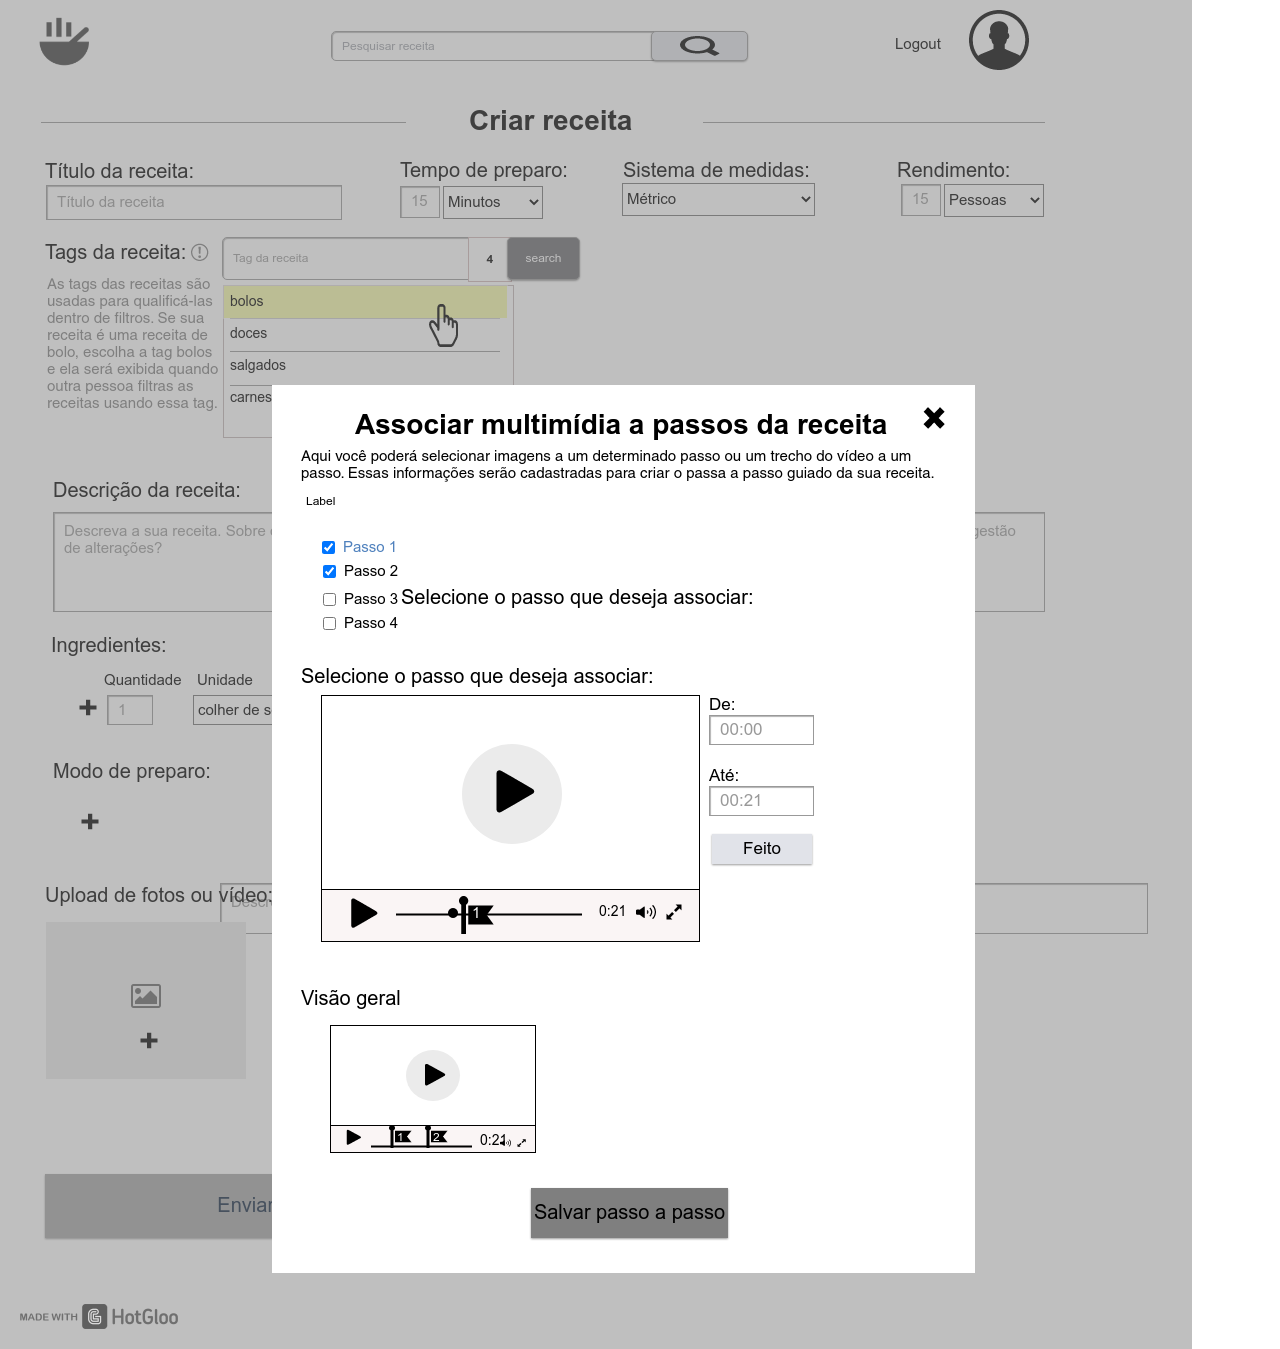 Pesquisar receita
Logout
Criar receita
Título da receita:
Tempo de preparo:
Sistema de medidas:
Rendimento:
Título da receita
15
Minutos
Métrico
15
Pessoas
Tags da receita:
Tag da receita
4
search
As tags das receitas são
usadas para qualificá-las
dentro de filtros. Se sua
receita é uma receita de
bolo, escolha a tag bolos
e ela será exibida quando
outra pessoa filtras as
receitas usando essa tag.
bolos
doces
salgados
carnes
Associar multimídia a passos da receita
Aqui você poderá selecionar imagens a um determinado passo ou um trecho do vídeo a um
passo. Essas informações serão cadastradas para criar o passa a passo guiado da sua receita.
Label
Passo 1
Passo 2
Passo 3
Selecione o passo que deseja associar:
Passo 4
Selecione o passo que deseja associar:
De:
00:00
Até:
00:21
Feito
1
0:21
Visão geral
1
2
0:21
Salvar passo a passo
Descrição da receita:
Descreva a sua receita. Sobre
gestão
de alterações?
Ingredientes:
Quantidade
Unidade
1
colher de s
Modo de preparo:
Upload de fotos ou vídeo:
Descr
Enviar
MADE WITH HotGloo